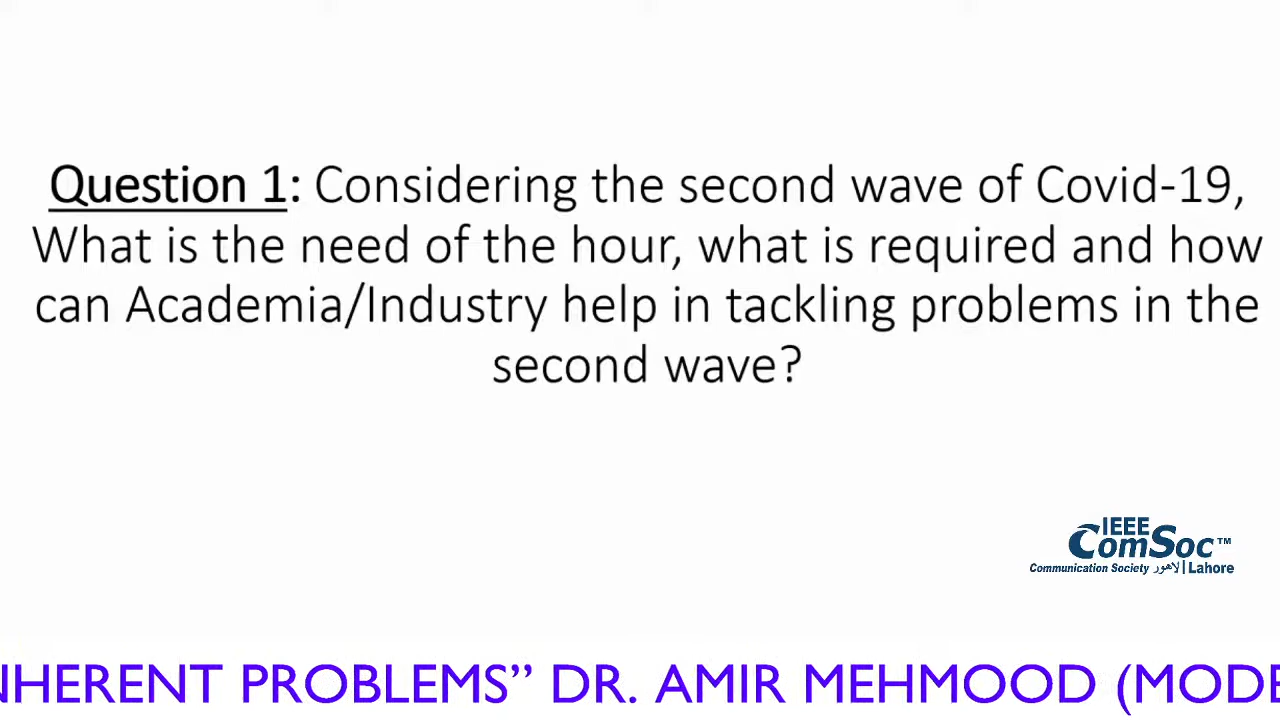 Question 1: Considering the second wave of Covid-19,
What is the need of the hour, what is required and how
can Academia/Industry help in tackling problems in the
second wave?
IEEE
ComSoc™
Communication Society لاہور | Lahore
NHERENT PROBLEMS” DR. AMIR MEHMOOD (MODE